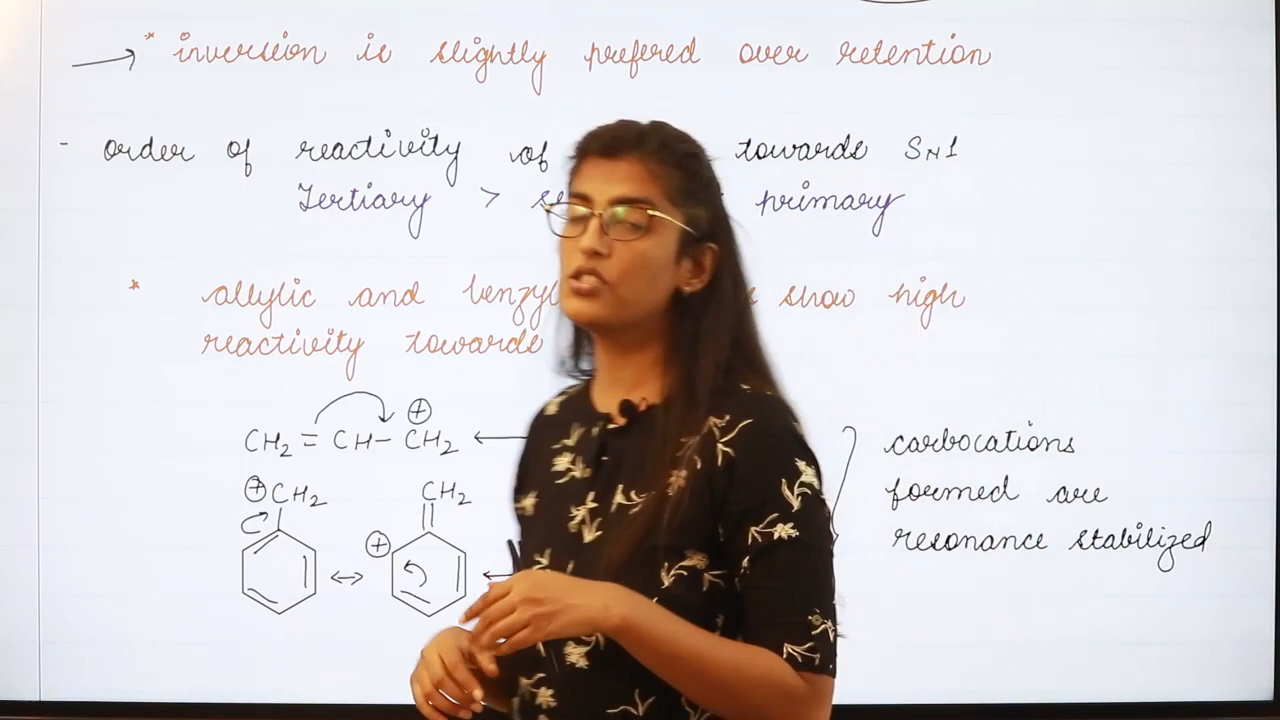 * inversion is slightly prefered over retention
- order of reactivity of towards SN1
Tertiary > primary
* allylic and show high
reactivity towards
CH2 = CH - CH2 ⊕ ←
⊕ CH2 CH2
⊕ ↔ ←
carbocations
formed are
resonance stabilized